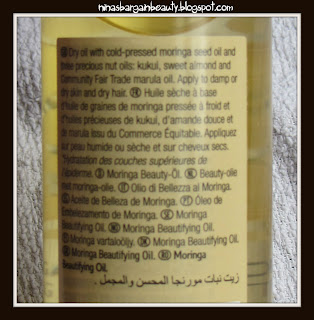 ninasbargainbeauty.blogspot.com
Dry oil with cold-pressed moringa seed oil and
three precious nut oils: kukui, sweet almond and
Community Fair Trade marula oil. Apply to damp or
dry skin and dry hair. FR Huile sèche à base
d'huile de graines de moringa pressée à froid et
d'huiles précieuses de kukui, d'amande douce et
de marula issu du Commerce Équitable. Appliquez
sur peau humide ou sèche et sur cheveux secs.
*Hydratation des couches supérieures de
l'épiderme. Moringa Beauty-Öl. Beauty-olie
met moringa-olie. Olio di Bellezza al Moringa.
Aceite de Belleza de Moringa. Óleo de
Embelezamento de Moringa. Moringa
Beautifying Oil. Moringa Beautifying Oil.
Moringa vartaloöljy. Moringa Beautifying Oil.
Moringa Beautifying Oil. Moringa
Beautifying Oil.
زيت نبات مورنجا المحسن والمجمل.